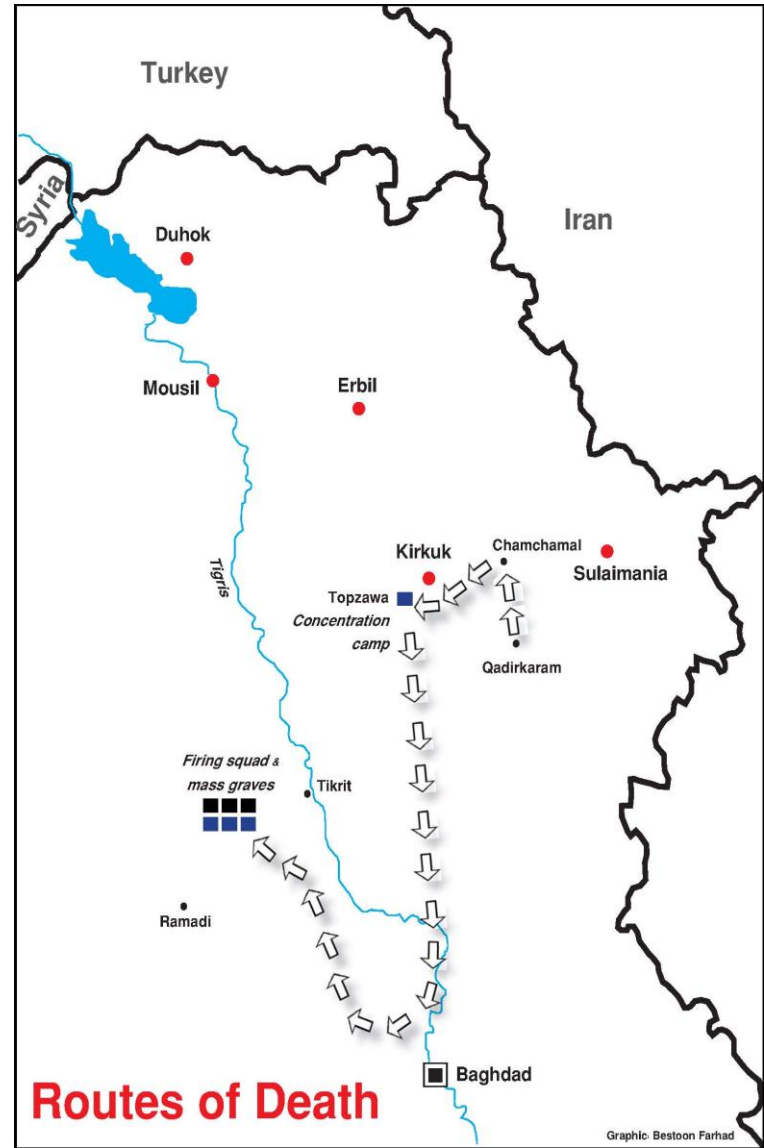 Turkey
Syria
Iran
Duhok
Mousil
Erbil
Tigris
Kirkuk
Chamchamal
Sulaimania
Topzawa
Concentration
camp
Qadirkaram
Firing squad &
mass graves
Tikrit
Ramadi
Baghdad
Routes of Death
Graphic: Bestoon Farhad